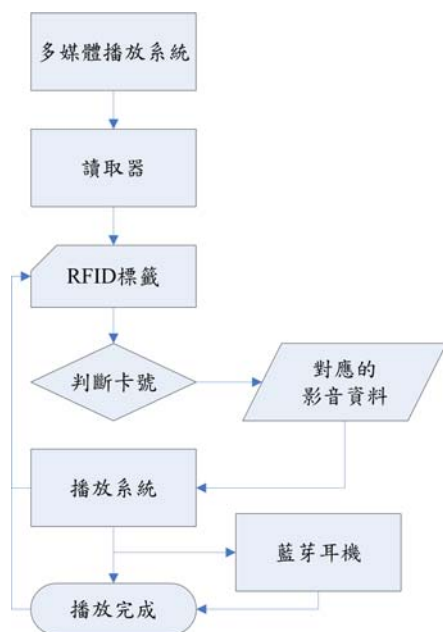 多媒體播放系統
讀取器
RFID標籤
判斷卡號
對應的
影音資料
播放系統
藍芽耳機
播放完成